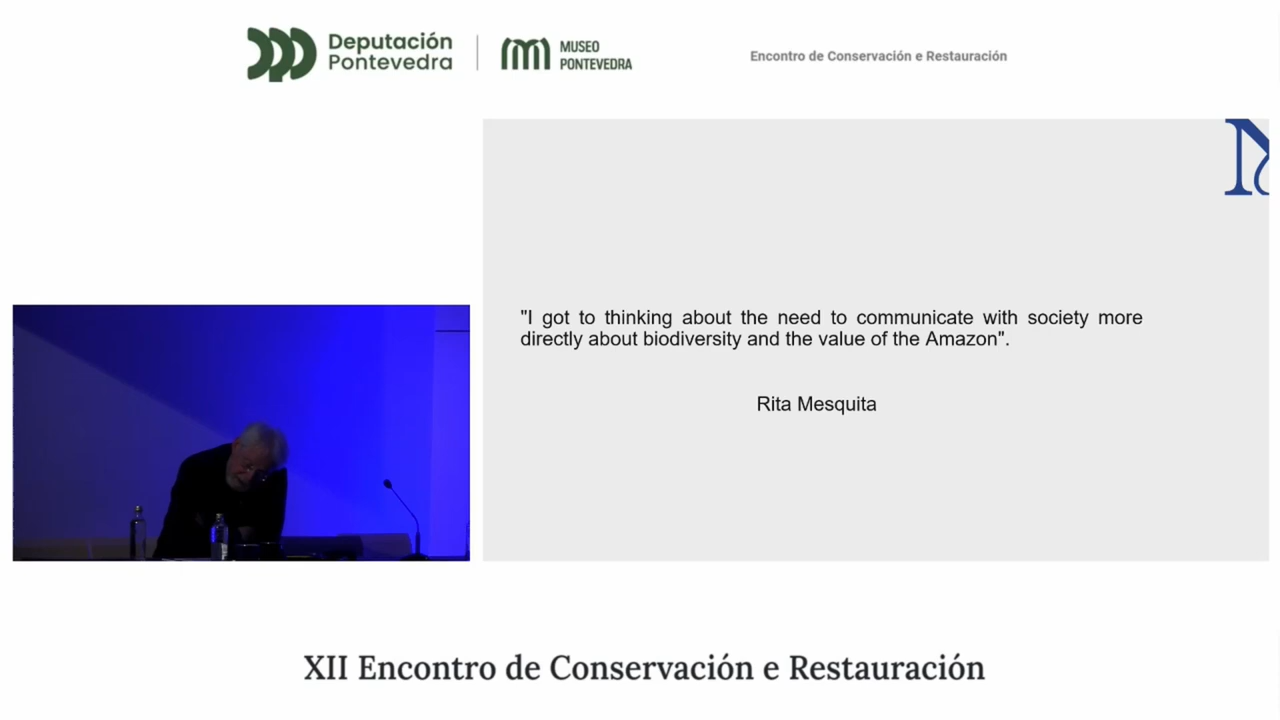 Deputación
Pontevedra
MUSEO
PONTEVEDRA
Encontro de Conservación e Restauración
N
"I got to thinking about the need to communicate with society more
directly about biodiversity and the value of the Amazon".
Rita Mesquita
XII Encontro de Conservación e Restauración